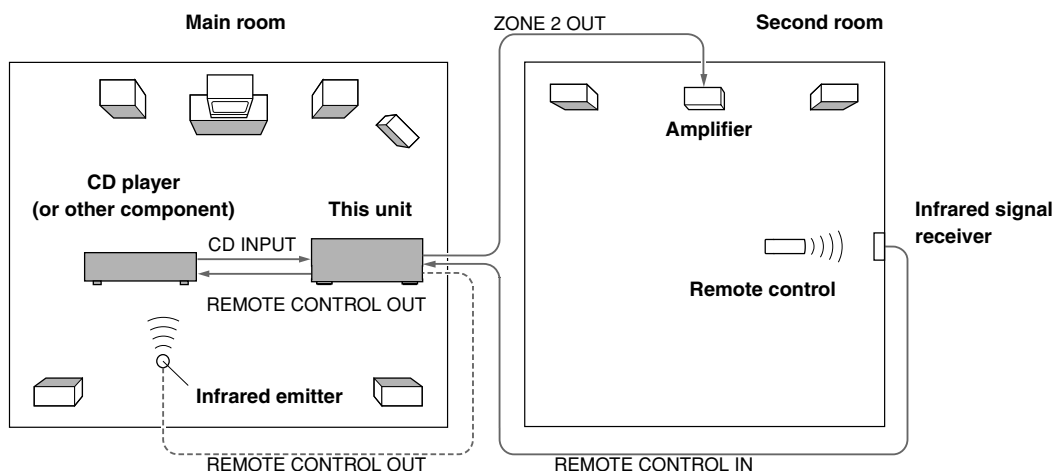 Main room
ZONE 2 OUT
Second room
Amplifier
CD player
(or other component)
This unit
Infrared signal
receiver
CD INPUT
REMOTE CONTROL OUT
Remote control
Infrared emitter
REMOTE CONTROL OUT
REMOTE CONTROL IN